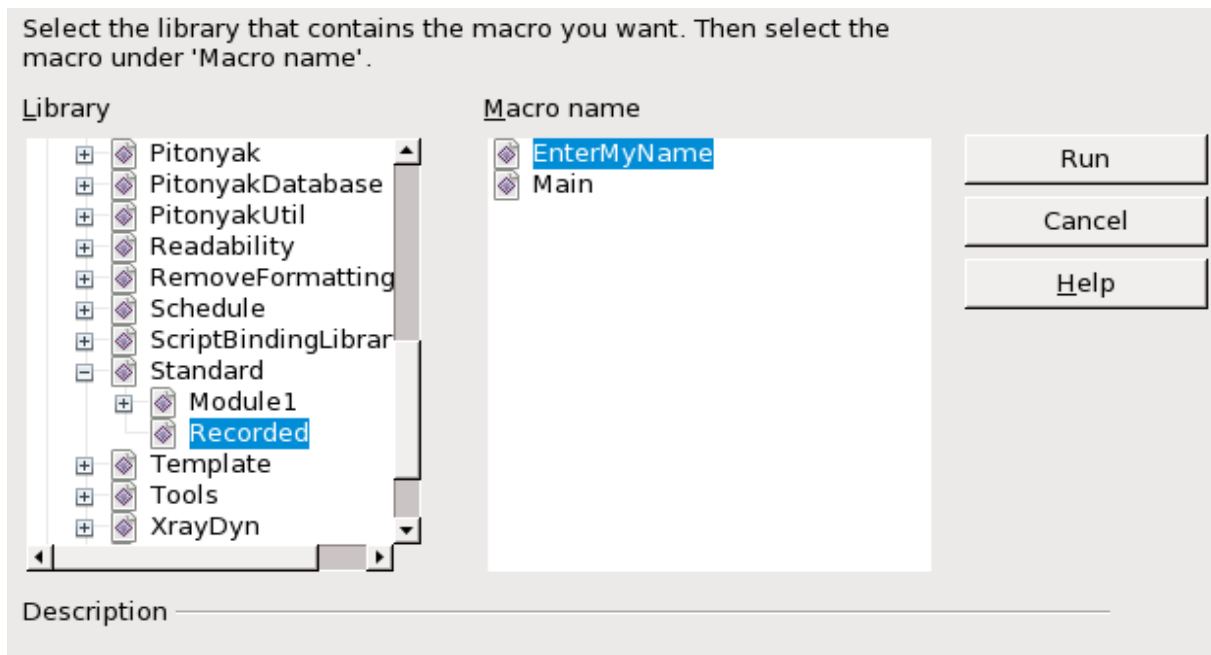 Select the library that contains the macro you want. Then select the
macro under 'Macro name'.
Library
Pitonyak
PitonyakDatabase
PitonyakUtil
Readability
RemoveFormatting
Schedule
ScriptBindingLibrar
Standard
Module1
Recorded
Template
Tools
XrayDyn
Macro name
EnterMyName
Main
Run
Cancel
Help
Description